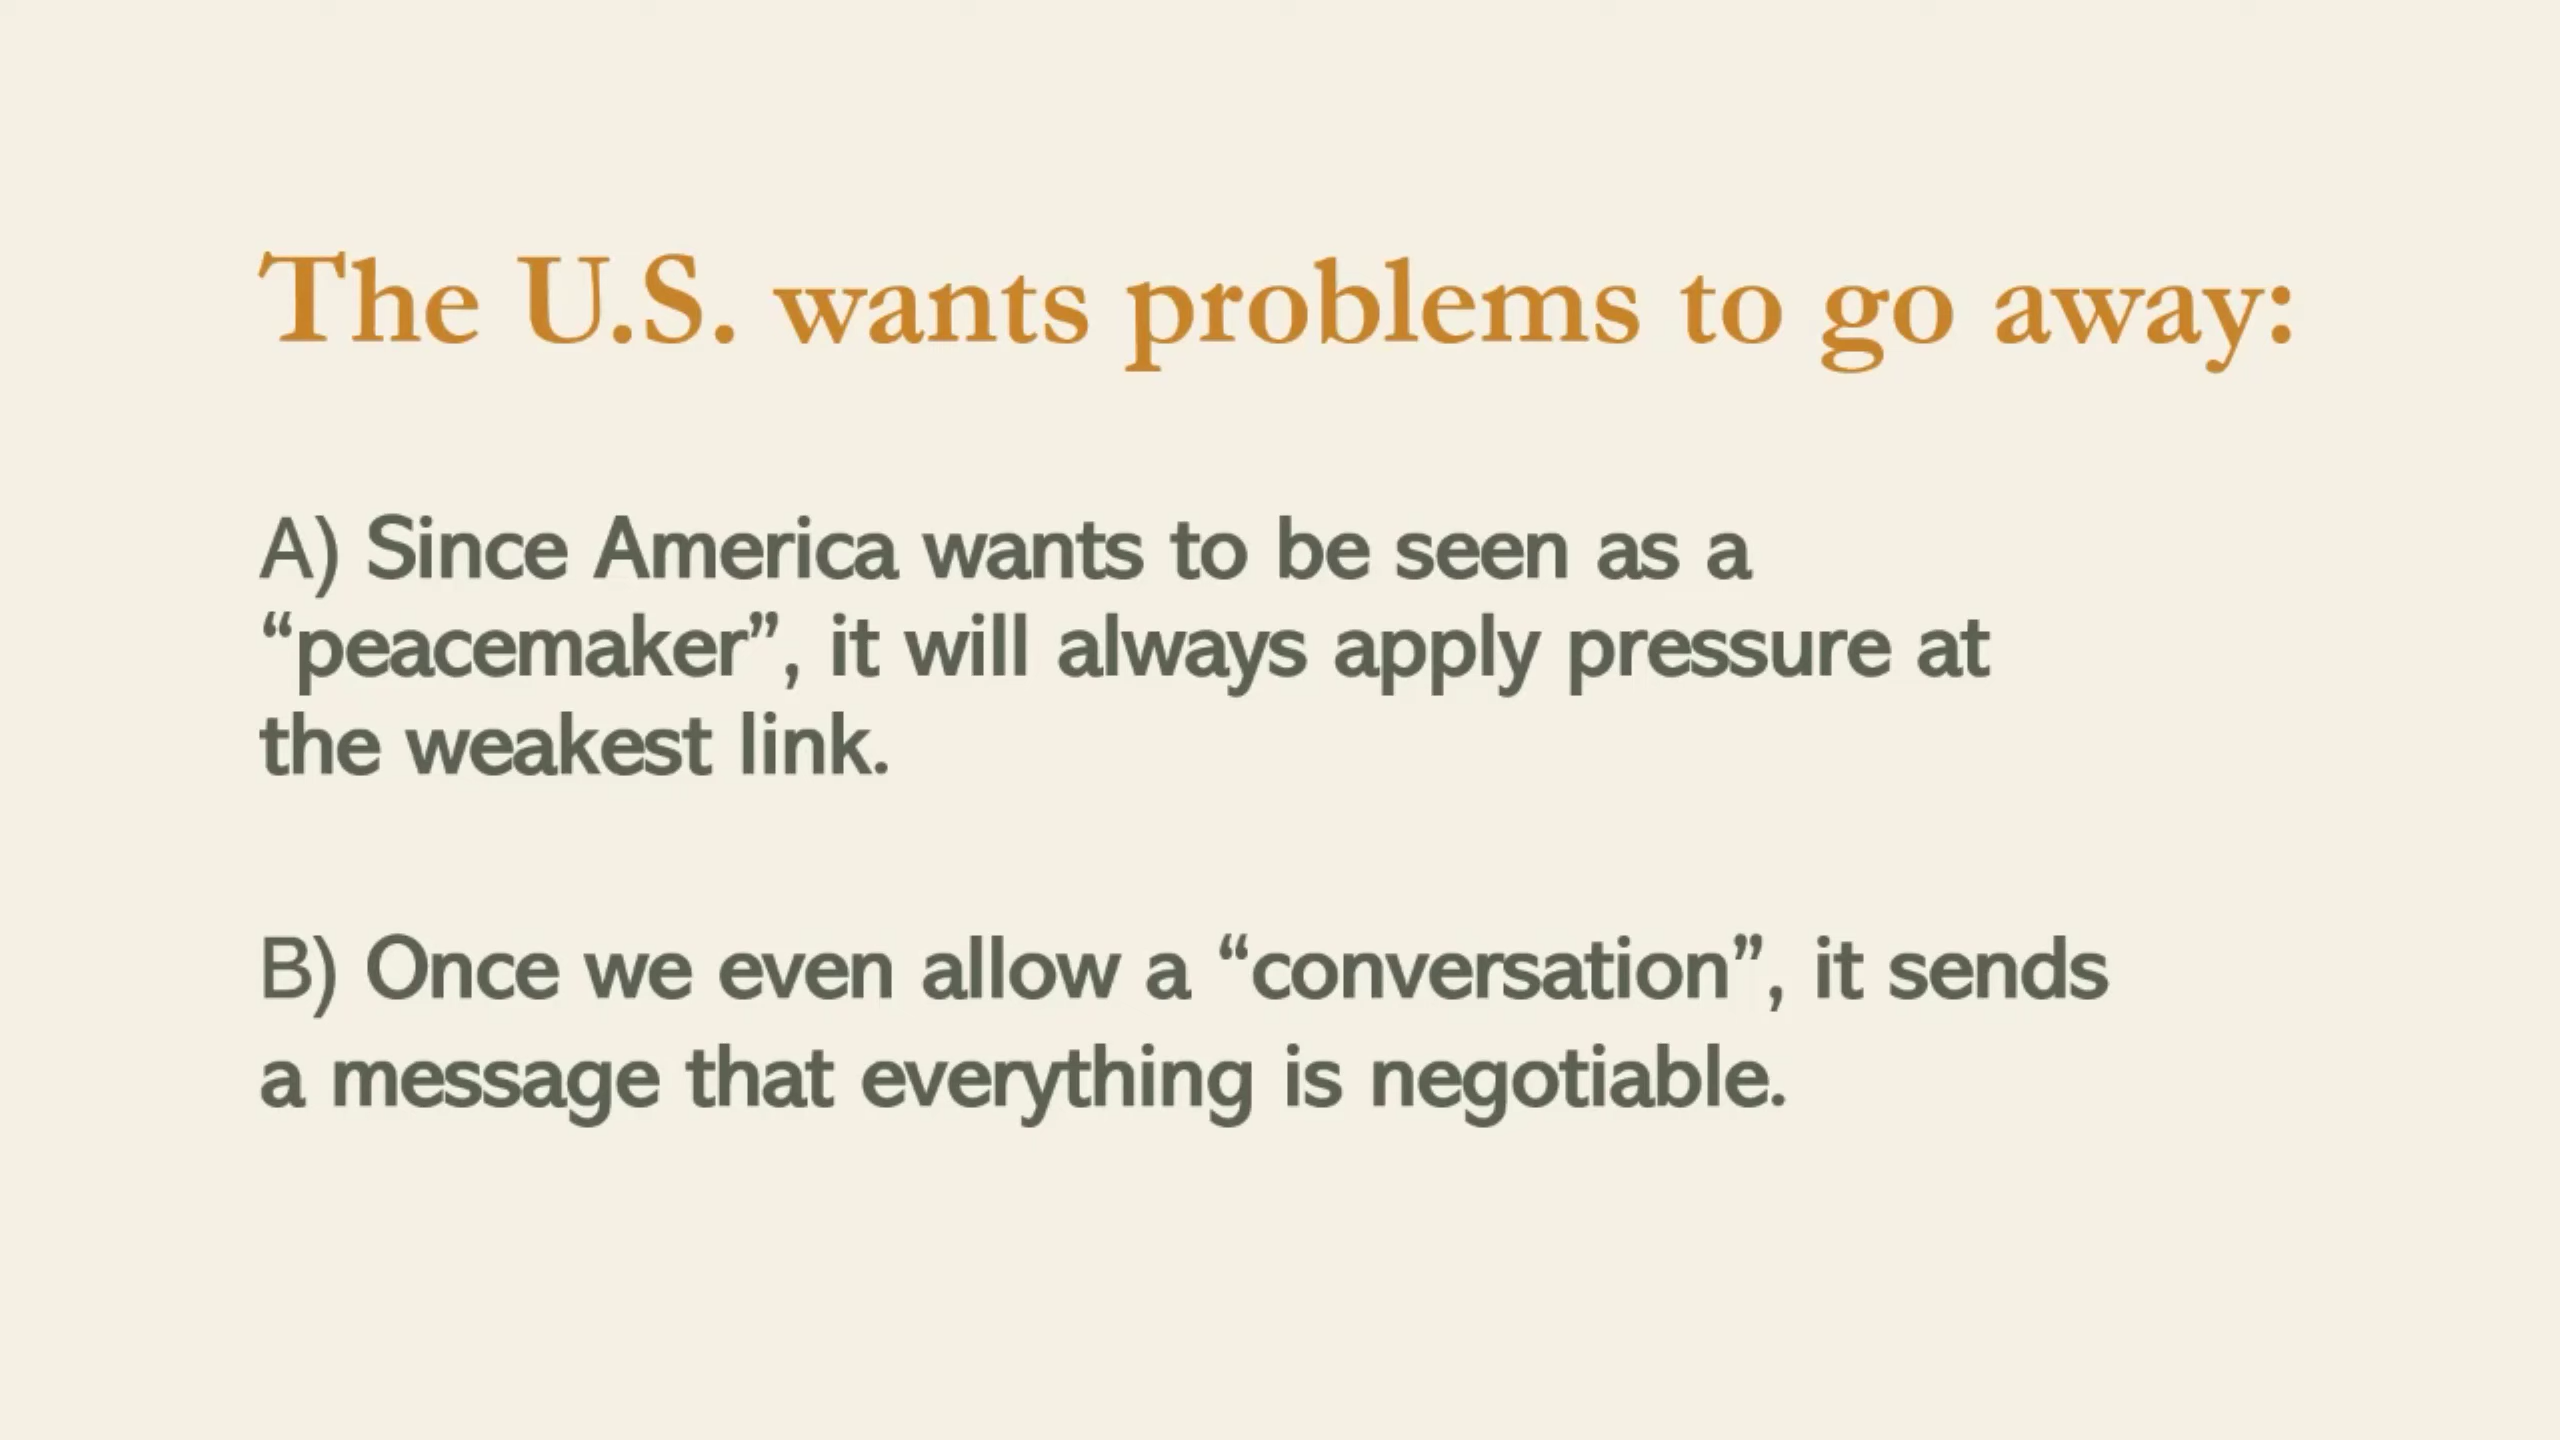 The U.S. wants problems to go away:
A) Since America wants to be seen as a
“peacemaker”, it will always apply pressure at
the weakest link.
B) Once we even allow a “conversation”, it sends
a message that everything is negotiable.